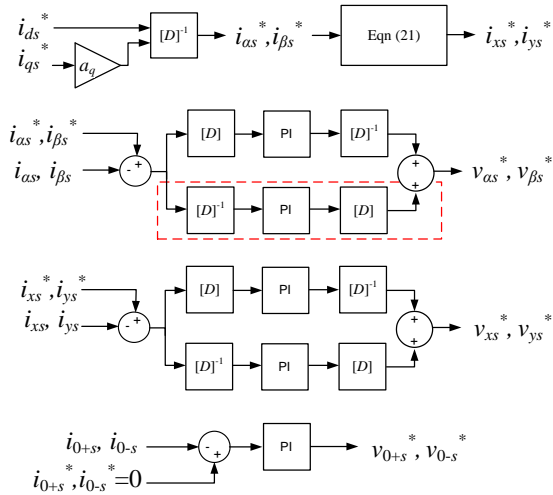 i_ds^*
i_qs^*
a_q
[D]^-1
i_αs^*,i_βs^*
Eqn (21)
i_xs^*,i_ys^*
i_αs^*,i_βs^*
i_αs, i_βs
- +
[D]
PI
[D]^-1
[D]^-1
PI
[D]
+
+
v_αs^*, v_βs^*
i_xs^*,i_ys^*
i_xs, i_ys
- +
[D]
PI
[D]^-1
[D]^-1
PI
[D]
+
+
v_xs^*, v_ys^*
i_0+s, i_0-s
i_0+s^*,i_0-s^*=0
- +
PI
v_0+s^*, v_0-s^*